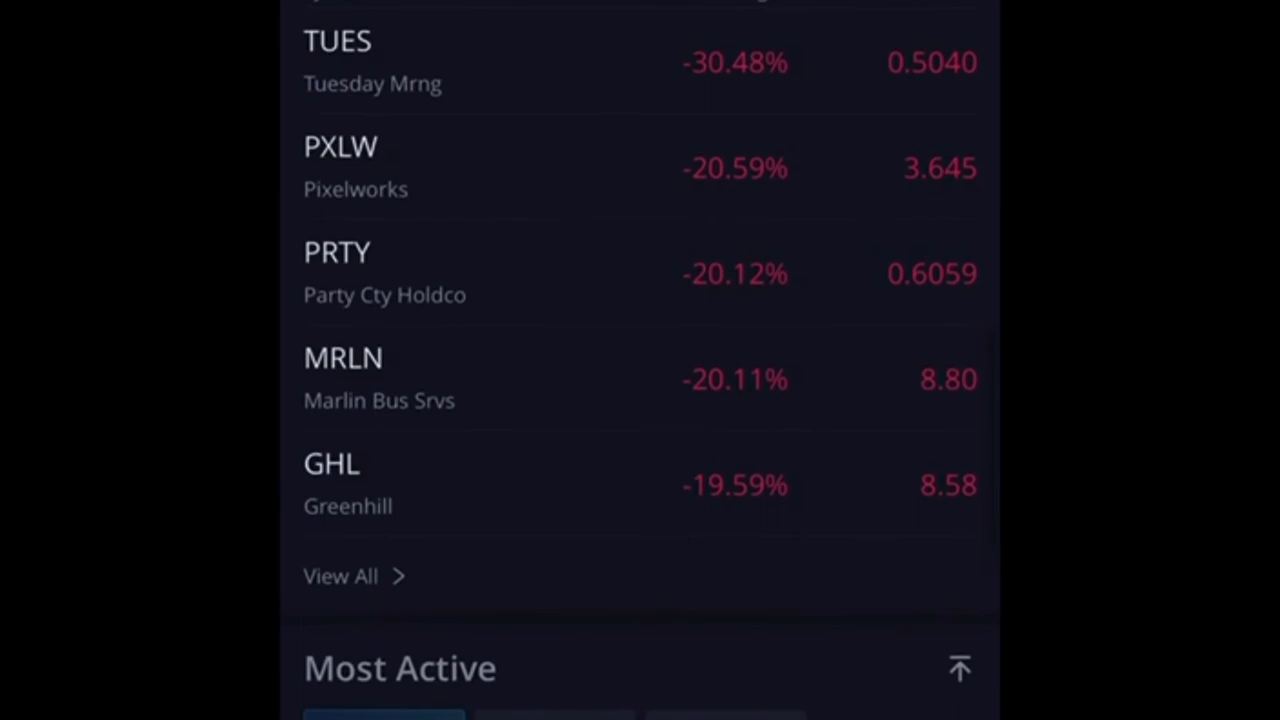 TUES
-30.48%
0.5040
Tuesday Mrng
PXLW
-20.59%
3.645
Pixelworks
PRTY
-20.12%
0.6059
Party Cty Holdco
MRLN
-20.11%
8.80
Marlin Bus Srvs
GHL
-19.59%
8.58
Greenhill
View All
Most Active